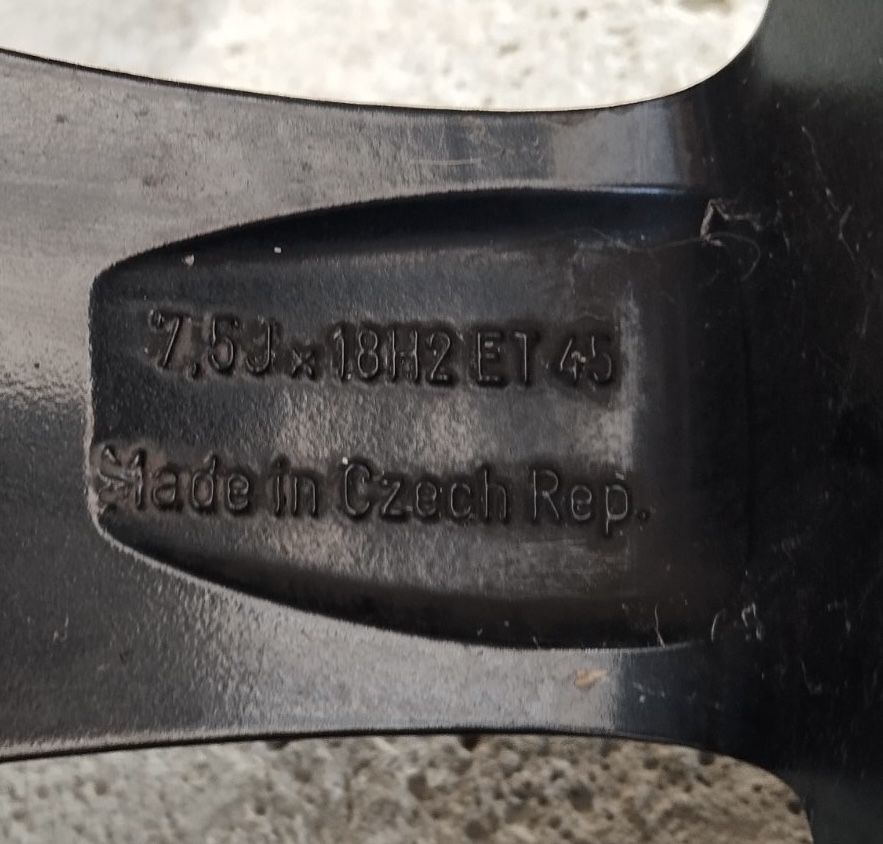 7,5J x 18H2 ET 45
Made in Czech Rep.